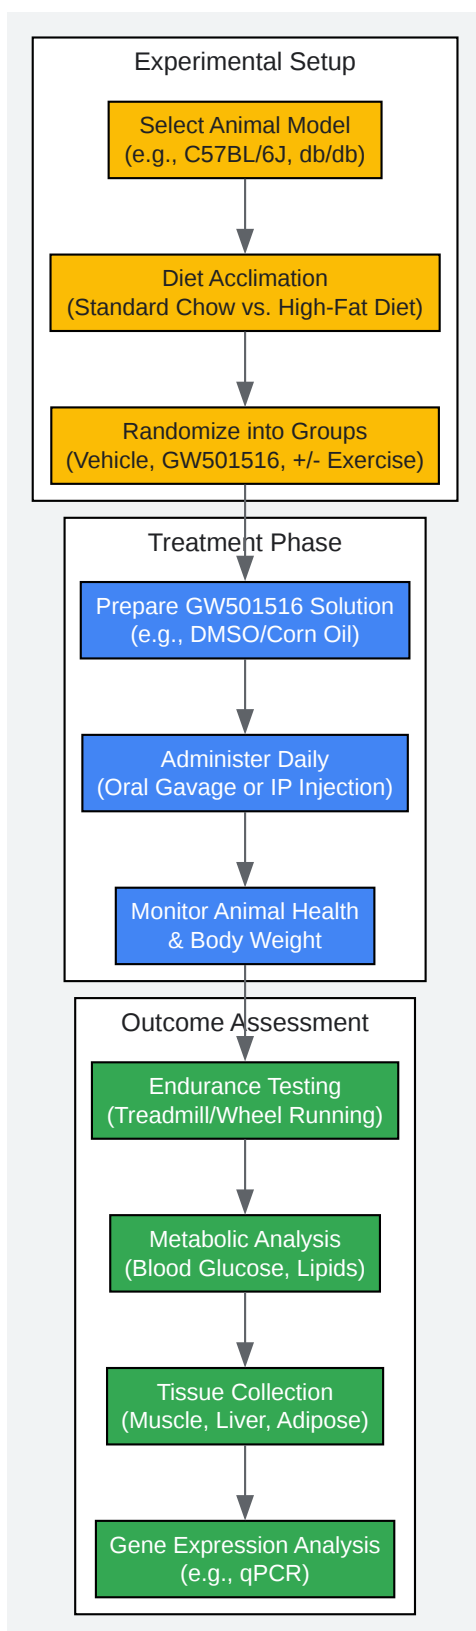 Experimental Setup
Select Animal Model
(e.g., C57BL/6J, db/db)
Diet Acclimation
(Standard Chow vs. High-Fat Diet)
Randomize into Groups
(Vehicle, GW501516, +/- Exercise)
Treatment Phase
Prepare GW501516 Solution
(e.g., DMSO/Corn Oil)
Administer Daily
(Oral Gavage or IP Injection)
Monitor Animal Health
& Body Weight
Outcome Assessment
Endurance Testing
(Treadmill/Wheel Running)
Metabolic Analysis
(Blood Glucose, Lipids)
Tissue Collection
(Muscle, Liver, Adipose)
Gene Expression Analysis
(e.g., qPCR)